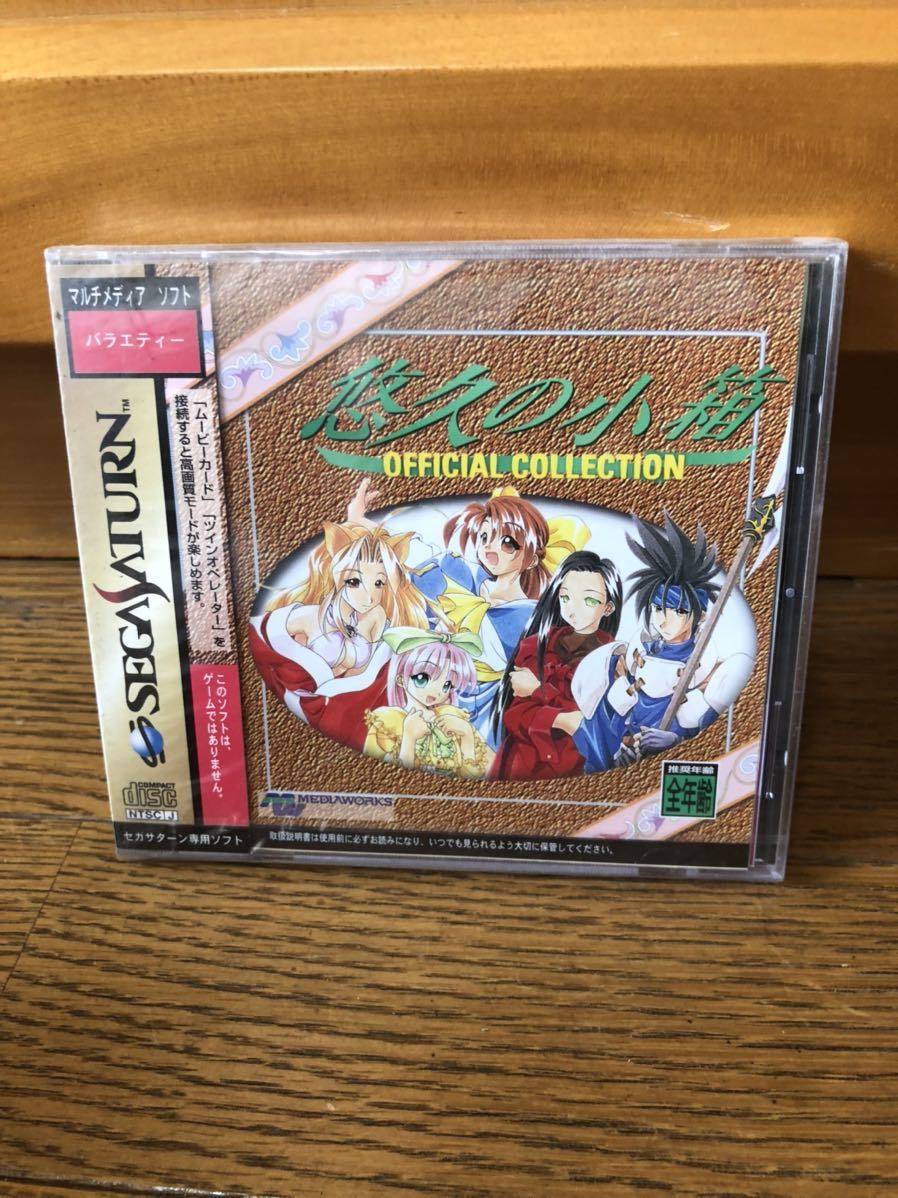 マルチメディア ソフト
バラエティー
「ムービーカード」「ツインオペレーター」を
接続すると高画質モードが楽しめます。
このソフトは、
ゲームではありません。
SEGA SATURN™
COMPACT
disc
NTSC J
セガサターン専用ソフト
悠久の小箱
OFFICIAL COLLECTION
MEDIAWORKS
推奨年齢
全年齢
取扱説明書は使用前に必ずお読みになり、いつでも見られるよう大切に保管してください。